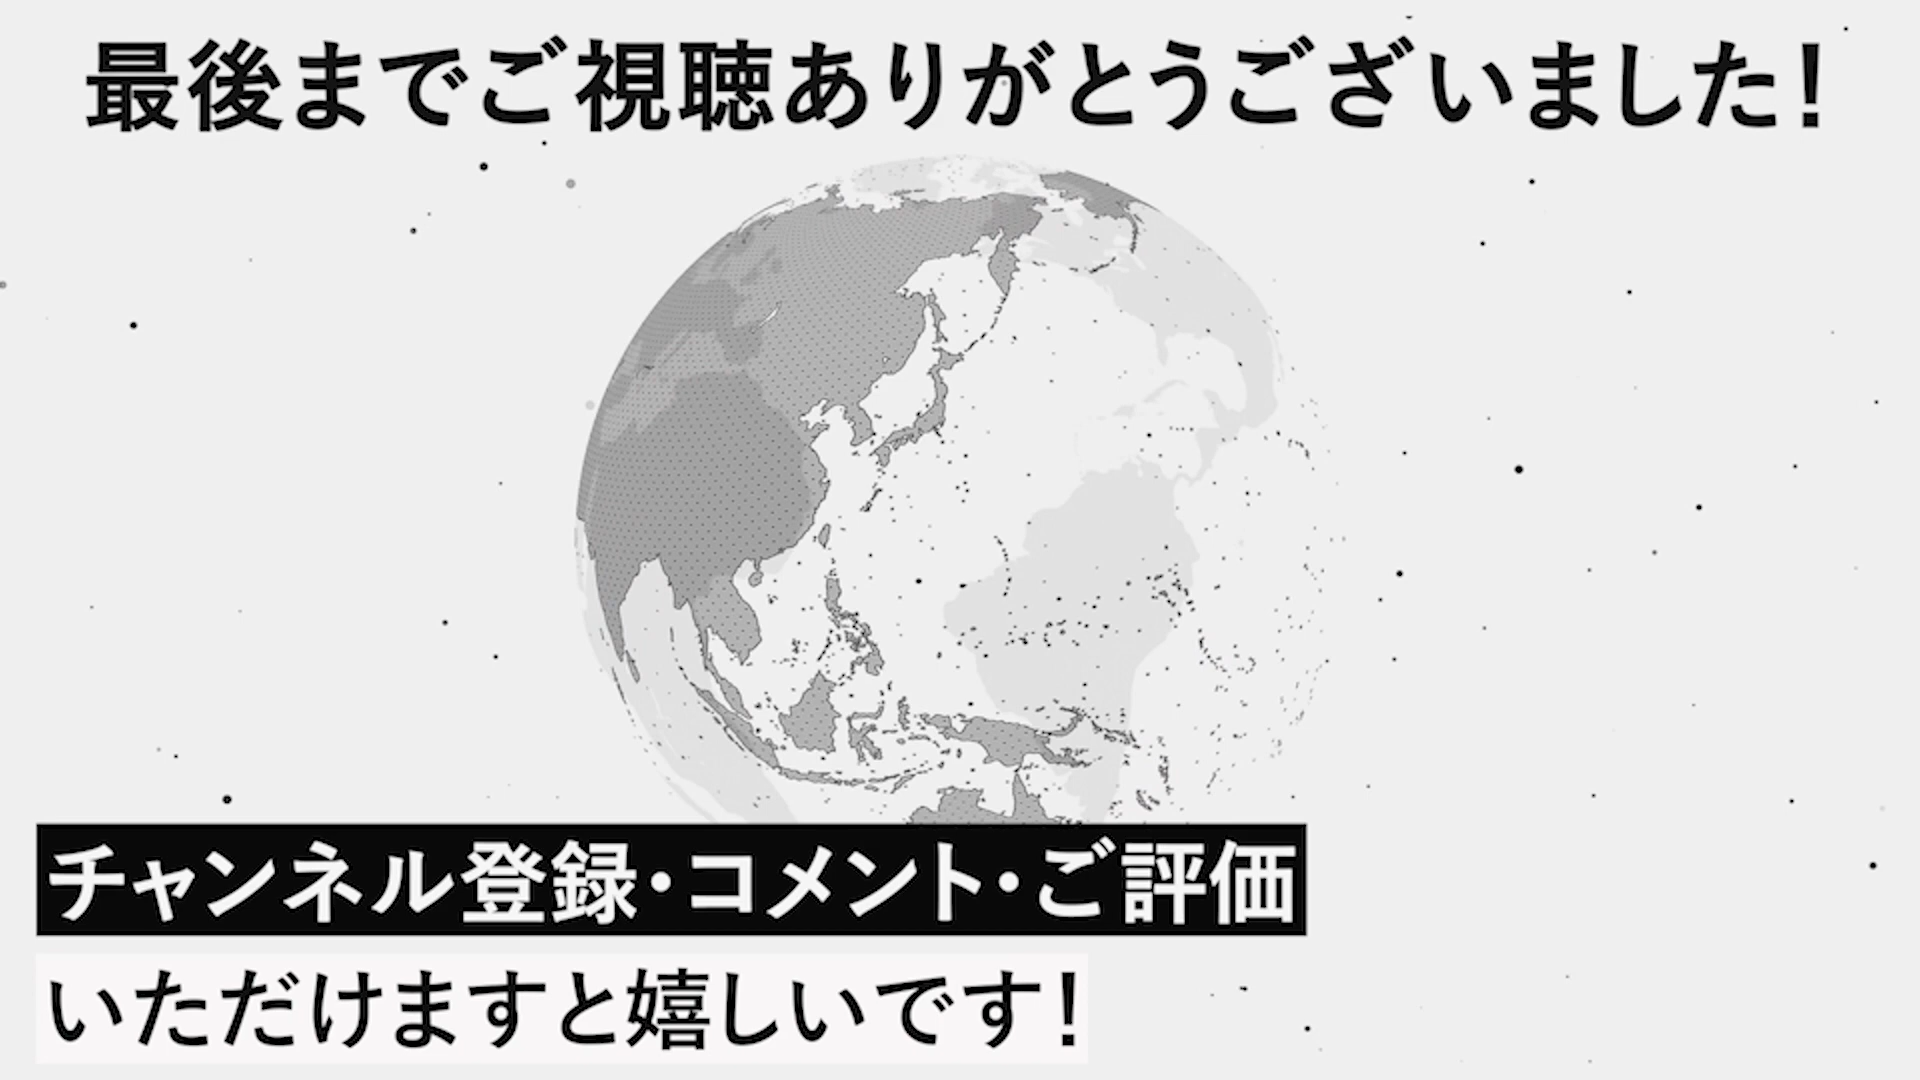 最後までご視聴ありがとうございました!
チャンネル登録・コメント・ご評価
いただけますと嬉しいです!